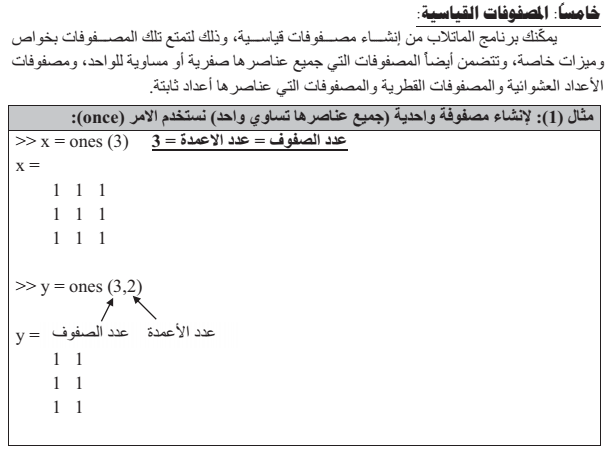 خامساً: المصفوفات القياسية:
يمكّنك برنامج الماتلاب من إنشاء مصفوفات قياسية، وذلك لتمتع تلك المصفوفات بخواص
وميزات خاصة، وتتضمن أيضاً المصفوفات التي جميع عناصرها صفرية أو مساوية للواحد، ومصفوفات
الأعداد العشوائية والمصفوفات القطرية والمصفوفات التي عناصرها أعداد ثابتة.
مثال (1): لإنشاء مصفوفة واحدية (جميع عناصرها تساوي واحد) نستخدم الامر (once):
>> x = ones (3) عدد الصفوف = عدد الاعمدة = 3
x =
1 1 1
1 1 1
1 1 1
>> y = ones (3,2)
y = عدد الصفوف عدد الأعمدة
1 1
1 1
1 1